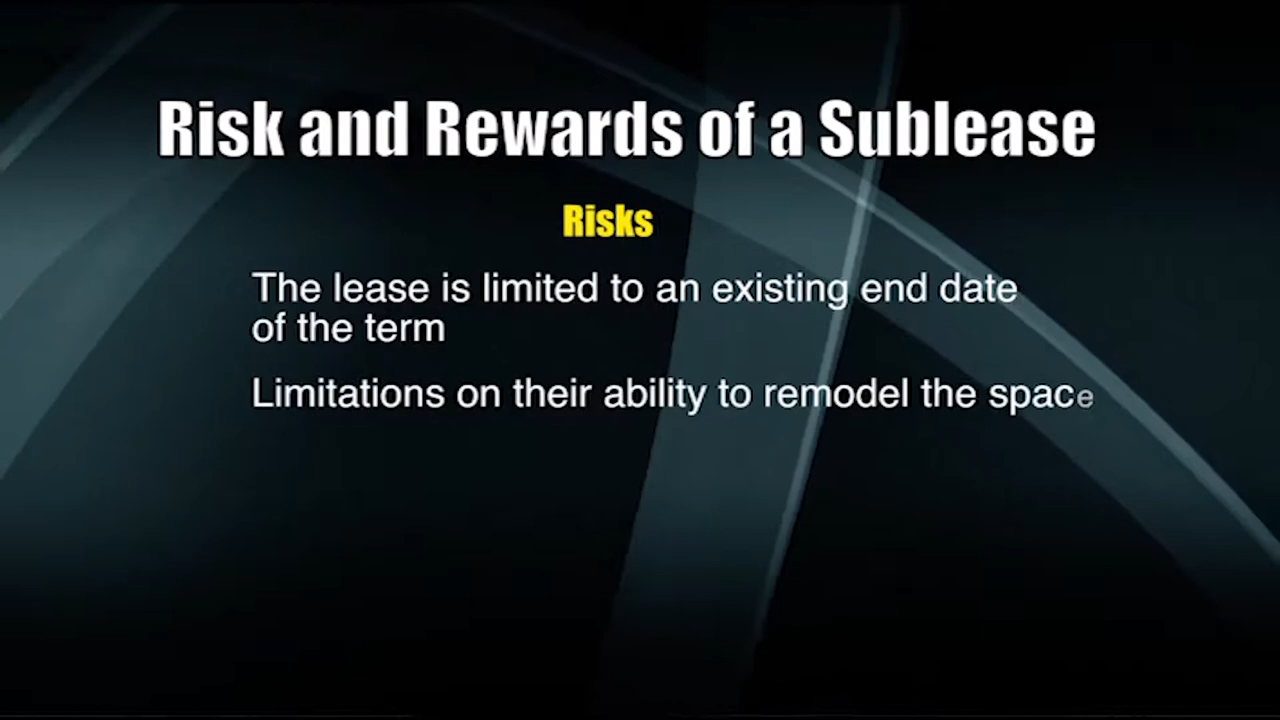 Risk and Rewards of a Sublease
Risks
The lease is limited to an existing end date
of the term
Limitations on their ability to remodel the space